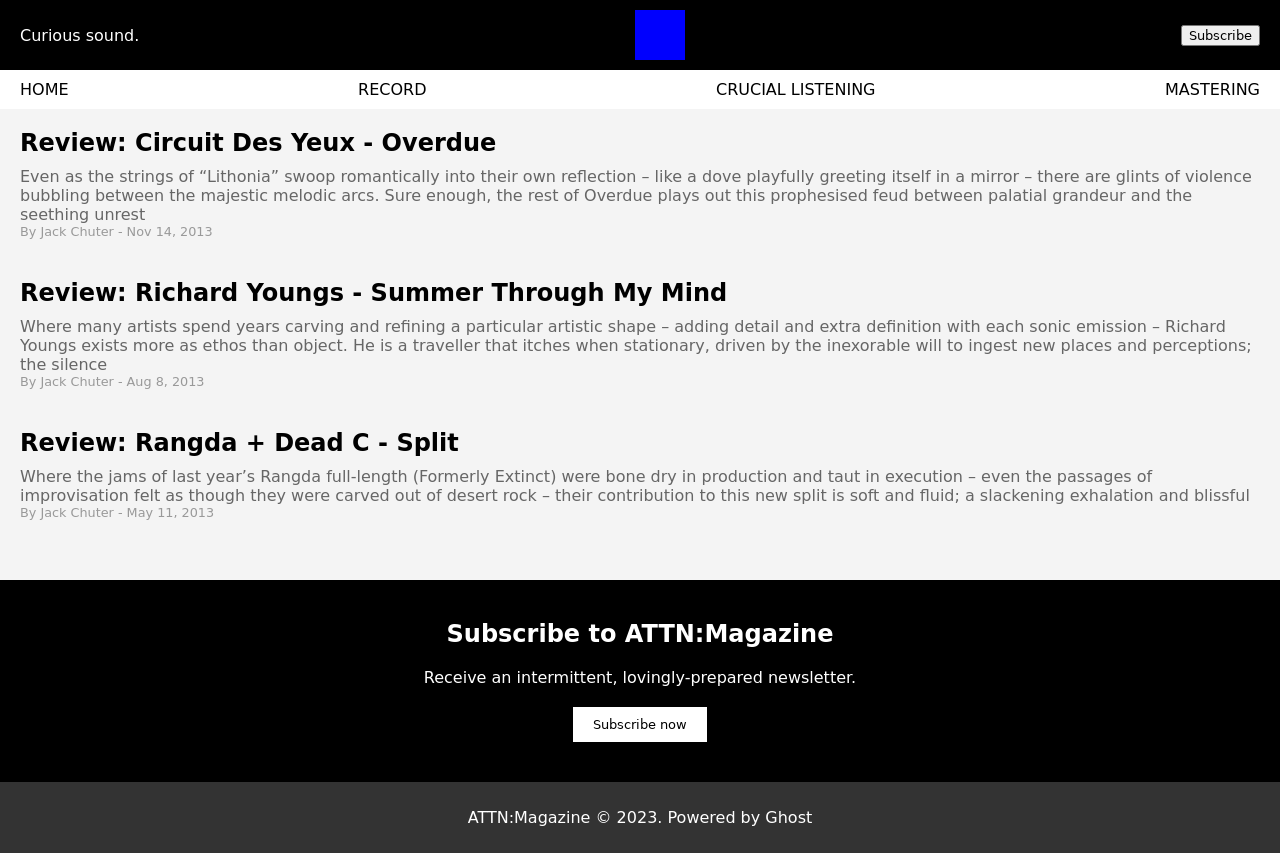 Curious sound.
Subscribe
HOME
RECORD
CRUCIAL LISTENING
MASTERING
Review: Circuit Des Yeux - Overdue
Even as the strings of “Lithonia” swoop romantically into their own reflection – like a dove playfully greeting itself in a mirror – there are glints of violence
bubbling between the majestic melodic arcs. Sure enough, the rest of Overdue plays out this prophesised feud between palatial grandeur and the
seething unrest
By Jack Chuter - Nov 14, 2013
Review: Richard Youngs - Summer Through My Mind
Where many artists spend years carving and refining a particular artistic shape – adding detail and extra definition with each sonic emission – Richard
Youngs exists more as ethos than object. He is a traveller that itches when stationary, driven by the inexorable will to ingest new places and perceptions;
the silence
By Jack Chuter - Aug 8, 2013
Review: Rangda + Dead C - Split
Where the jams of last year’s Rangda full-length (Formerly Extinct) were bone dry in production and taut in execution – even the passages of
improvisation felt as though they were carved out of desert rock – their contribution to this new split is soft and fluid; a slackening exhalation and blissful
By Jack Chuter - May 11, 2013
Subscribe to ATTN:Magazine
Receive an intermittent, lovingly-prepared newsletter.
Subscribe now
ATTN:Magazine © 2023. Powered by Ghost